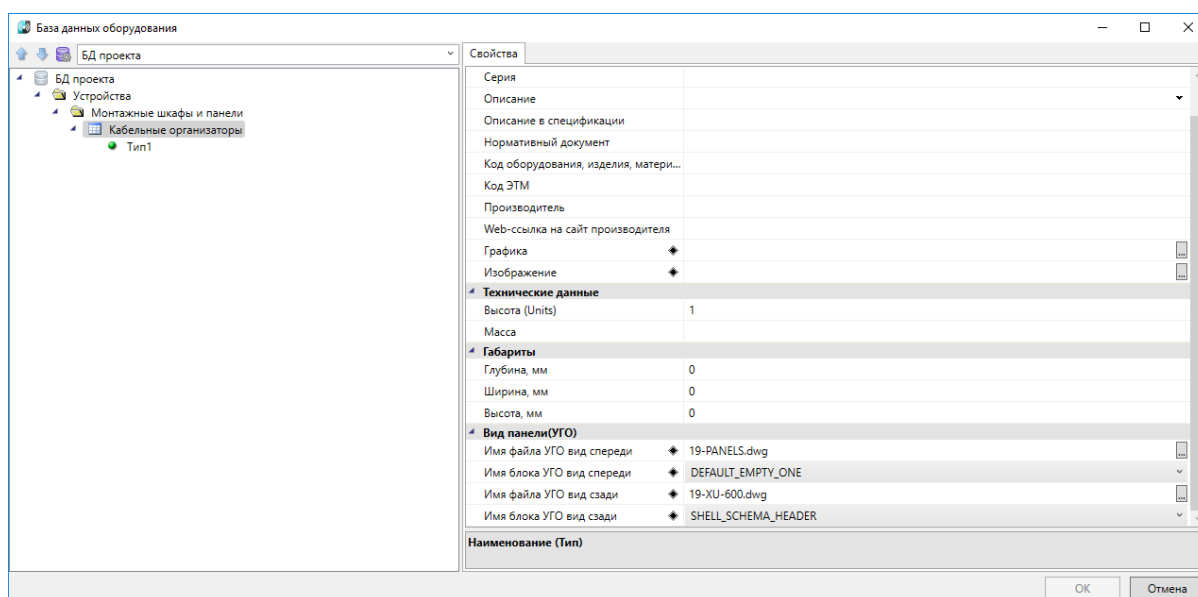 База данных оборудования
БД проекта
БД проекта
Устройства
Монтажные шкафы и панели
Кабельные организаторы
Тип1
Свойства
Серия
Описание
Описание в спецификации
Нормативный документ
Код оборудования, изделия, матери...
Код ЭТМ
Производитель
Web-ссылка на сайт производителя
Графика ...
Изображение ...
Технические данные
Высота (Units) 1
Масса
Габариты
Глубина, мм 0
Ширина, мм 0
Высота, мм 0
Вид панели(УГО)
Имя файла УГО вид спереди 19-PANELS.dwg ...
Имя блока УГО вид спереди DEFAULT_EMPTY_ONE
Имя файла УГО вид сзади 19-XU-600.dwg ...
Имя блока УГО вид сзади SHELL_SCHEMA_HEADER
Наименование (Тип)
OK Отмена